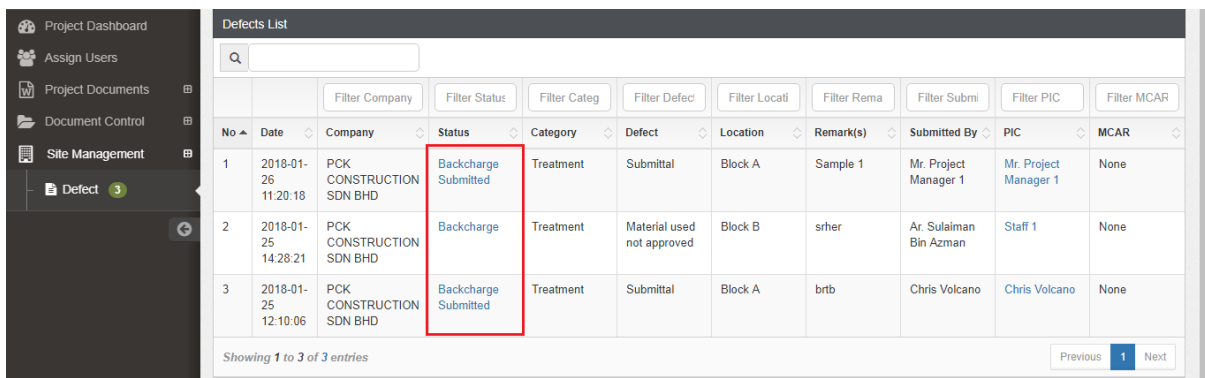 Project Dashboard
Assign Users
Project Documents
Document Control
Site Management
Defect 3
Defects List
Filter Company Filter Status Filter Categ Filter Defect Filter Locati Filter Rema Filter Submi Filter PIC Filter MCAR
No Date Company Status Category Defect Location Remark(s) Submitted By PIC MCAR
1 2018-01- PCK Backcharge Treatment Submittal Block A Sample 1 Mr. Project Mr. Project None
26 CONSTRUCTION Submitted Manager 1 Manager 1
11:20:18 SDN BHD
2 2018-01- PCK Backcharge Treatment Material used Block B srher Ar. Sulaiman Staff 1 None
25 CONSTRUCTION not approved Bin Azman
14:28:21 SDN BHD
3 2018-01- PCK Backcharge Treatment Submittal Block A brtb Chris Volcano Chris Volcano None
25 CONSTRUCTION Submitted
12:10:06 SDN BHD
Showing 1 to 3 of 3 entries
Previous 1 Next